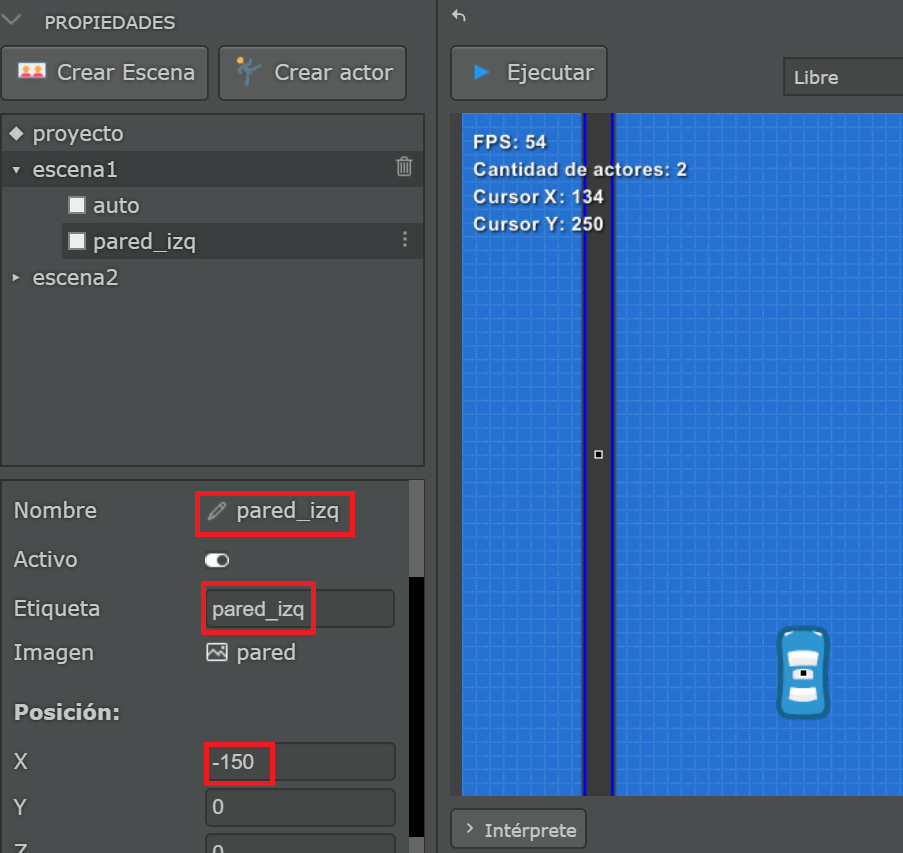 PROPIEDADES
Crear Escena
Crear actor
proyecto
escena1
auto
pared_izq
escena2
Nombre
pared_izq
Activo
Etiqueta
pared_izq
Imagen
pared
Posición:
X
-150
Y
0
Z
0
Ejecutar
Libre
FPS: 54
Cantidad de actores: 2
Cursor X: 134
Cursor Y: 250
Intérprete